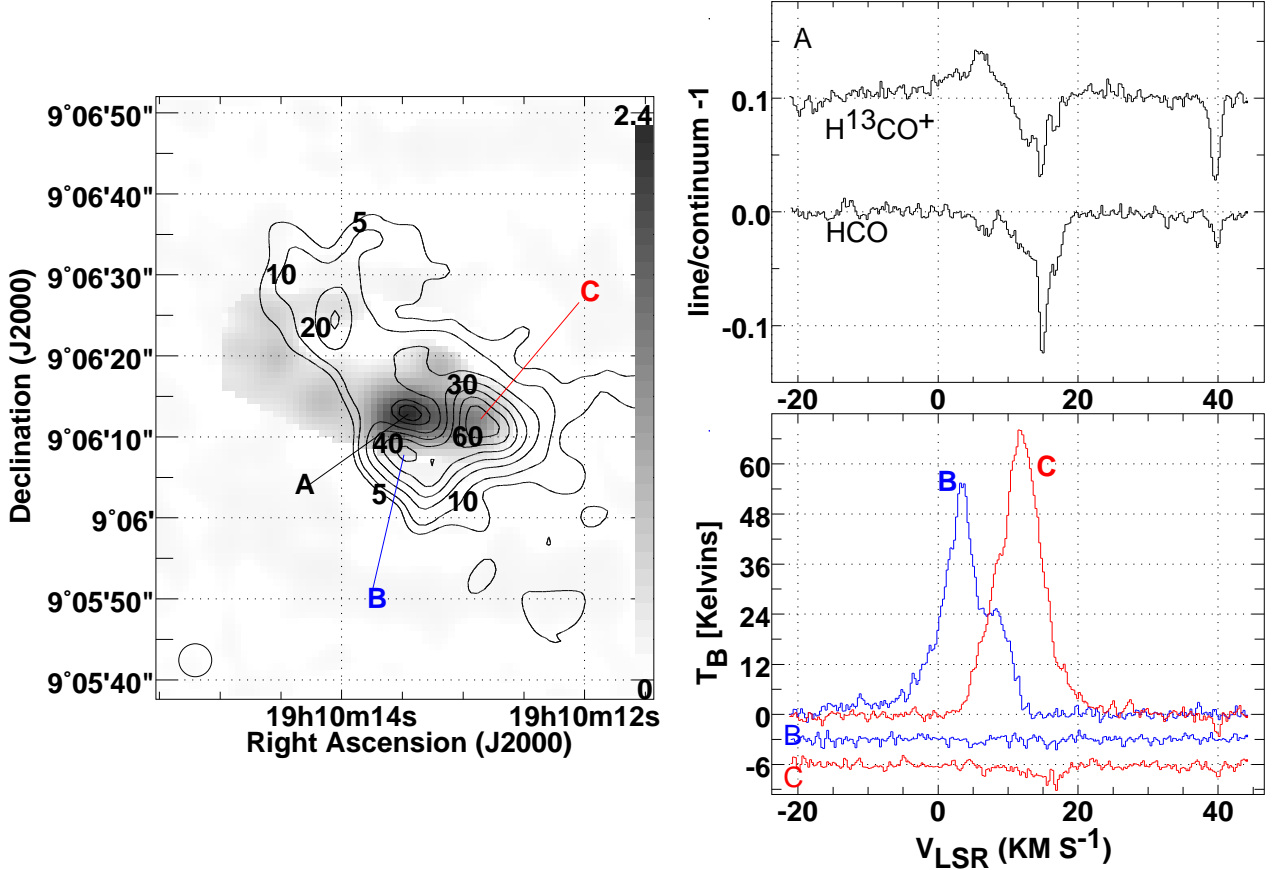 9°06'50"
9°06'40"
9°06'30"
9°06'20"
9°06'10"
9°06'
9°05'50"
9°05'40"
Declination (J2000)
19h10m14s 19h10m12s
Right Ascension (J2000)
2.4
0
5
10
20
30
40
60
5
10
A
B
C
A
H13CO+
HCO
0.1
0.0
-0.1
line/continuum -1
-20 0 20 40
60
48
36
24
12
0
-6
TB [Kelvins]
B
C
B
C
-20 0 20 40
VLSR (KM S-1)